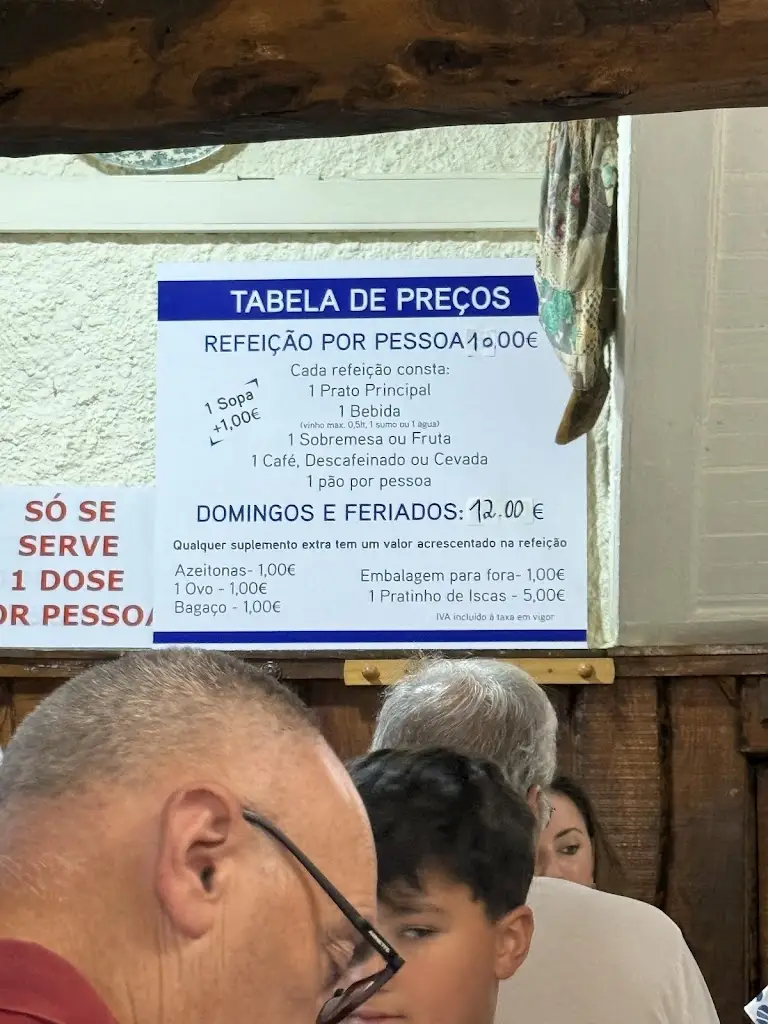 TABELA DE PREÇOS
REFEIÇÃO POR PESSOA 10,00€
Cada refeição consta:
1 Prato Principal
1 Bebida
(vinho max. 0,5lt, 1 sumo ou 1 água)
1 Sobremesa ou Fruta
1 Café, Descafeinado ou Cevada
1 pão por pessoa
1 Sopa
+1,00€
DOMINGOS E FERIADOS: 12.00 €
Qualquer suplemento extra tem um valor acrescentado na refeição
Azeitonas- 1,00€
1 Ovo - 1,00€
Bagaço - 1,00€
Embalagem para fora- 1,00€
1 Pratinho de Iscas - 5,00€
IVA incluído à taxa em vigor
SÓ SE
SERVE
1 DOSE
OR PESSOA